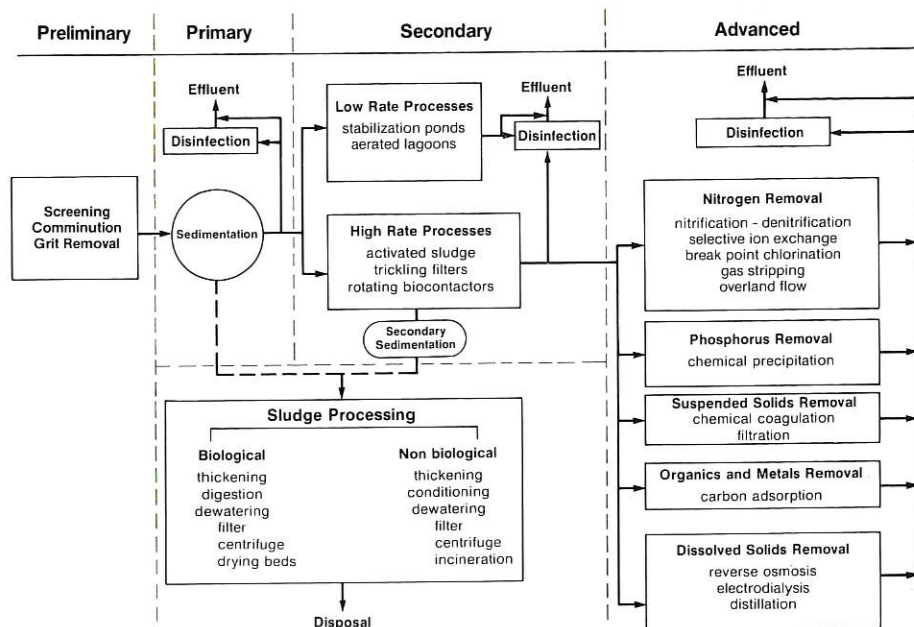 Preliminary
Primary
Secondary
Advanced
Effluent
Disinfection
Screening
Comminution
Grit Removal
Sedimentation
Low Rate Processes
stabilization ponds
aerated lagoons
Effluent
Disinfection
High Rate Processes
activated sludge
trickling filters
rotating biocontactors
Secondary
Sedimentation
Sludge Processing
Biological
thickening
digestion
dewatering
filter
centrifuge
drying beds
Non biological
thickening
conditioning
dewatering
filter
centrifuge
incineration
Disposal
Effluent
Disinfection
Nitrogen Removal
nitrification - denitrification
selective ion exchange
break point chlorination
gas stripping
overland flow
Phosphorus Removal
chemical precipitation
Suspended Solids Removal
chemical coagulation
filtration
Organics and Metals Removal
carbon adsorption
Dissolved Solids Removal
reverse osmosis
electrodialysis
distillation